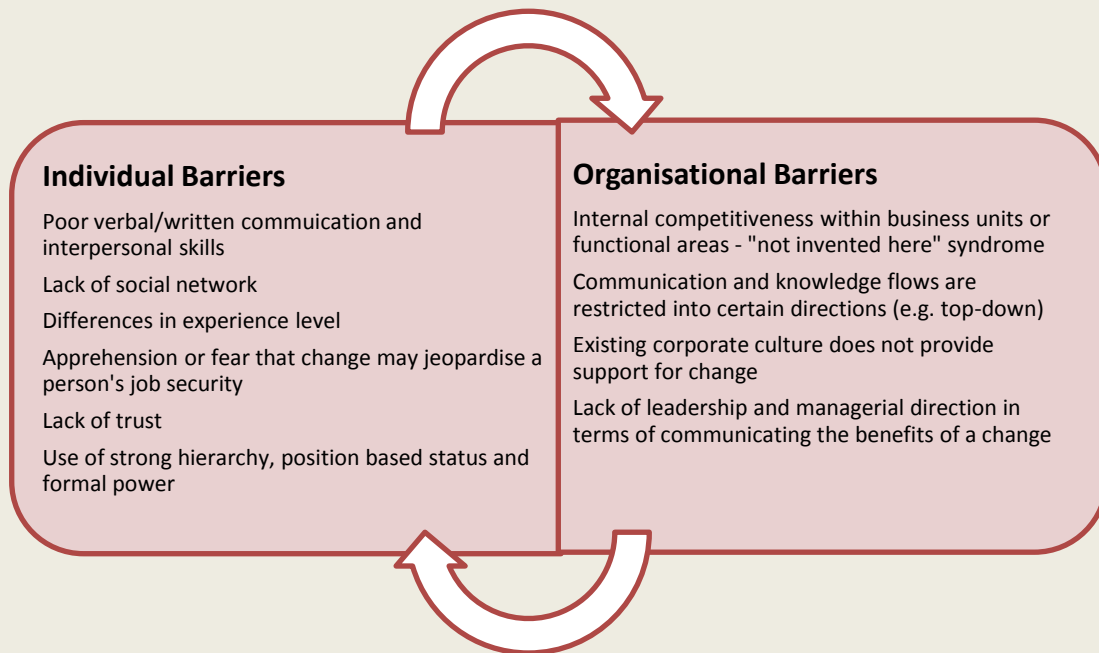 Individual Barriers
Poor verbal/written commuication and
interpersonal skills
Lack of social network
Differences in experience level
Apprehension or fear that change may jeopardise a
person's job security
Lack of trust
Use of strong hierarchy, position based status and
formal power
Organisational Barriers
Internal competitiveness within business units or
functional areas - "not invented here" syndrome
Communication and knowledge flows are
restricted into certain directions (e.g. top-down)
Existing corporate culture does not provide
support for change
Lack of leadership and managerial direction in
terms of communicating the benefits of a change